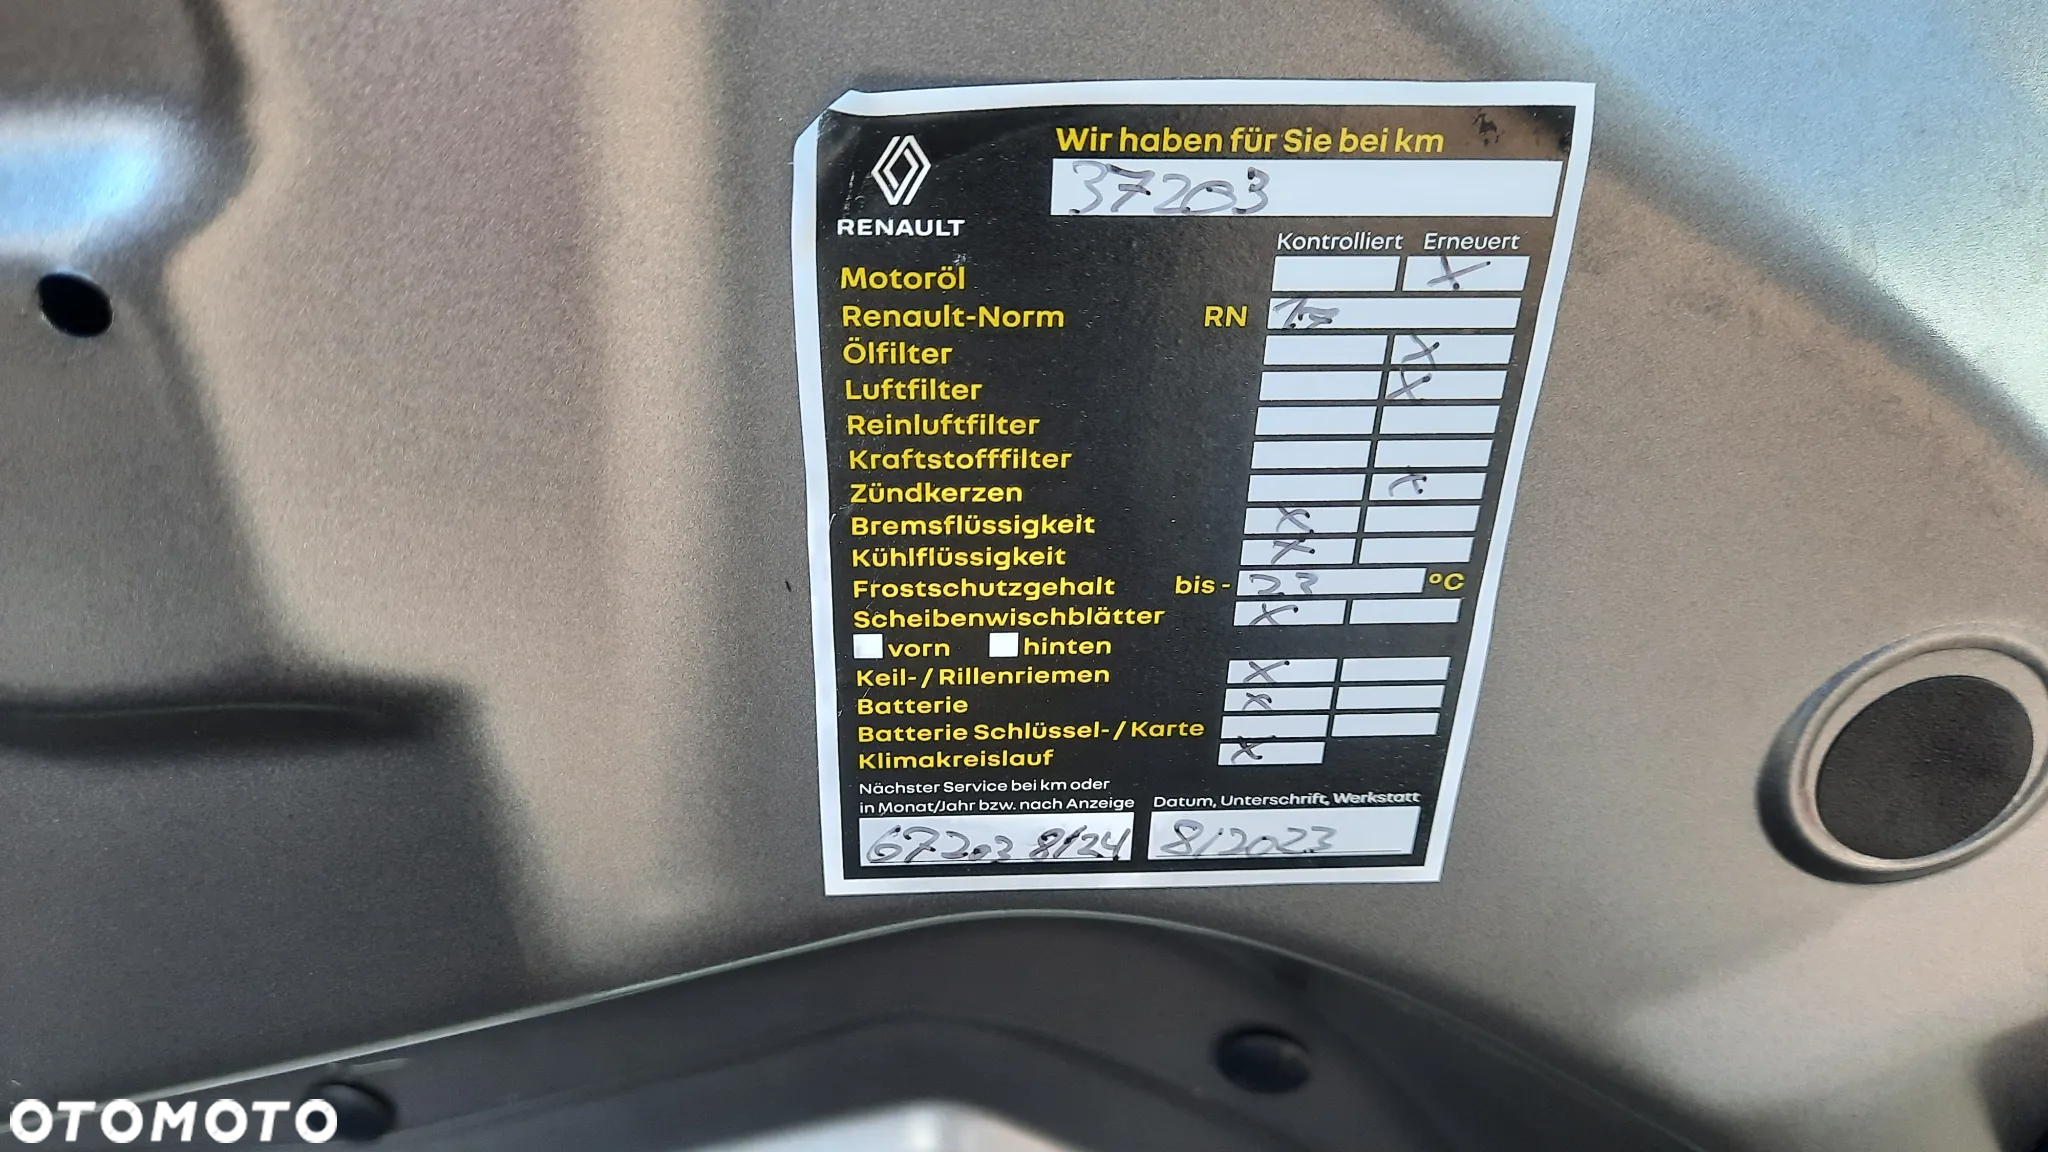 Wir haben für Sie bei km
37203
RENAULT
Kontrolliert Erneuert
Motoröl X
Renault-Norm RN 17
Ölfilter X
Luftfilter X
Reinluftfilter
Kraftstofffilter
Zündkerzen X
Bremsflüssigkeit X
Kühlflüssigkeit X
Frostschutzgehalt bis - 23 °C
Scheibenwischblätter X
vorn hinten
Keil-/Rillenriemen X
Batterie X
Batterie Schlüssel-/Karte
Klimakreislauf X
Nächster Service bei km oder
in Monat/Jahr bzw. nach Anzeige Datum, Unterschrift, Werkstatt
67203 8/24 8/2023
OTOMOTO